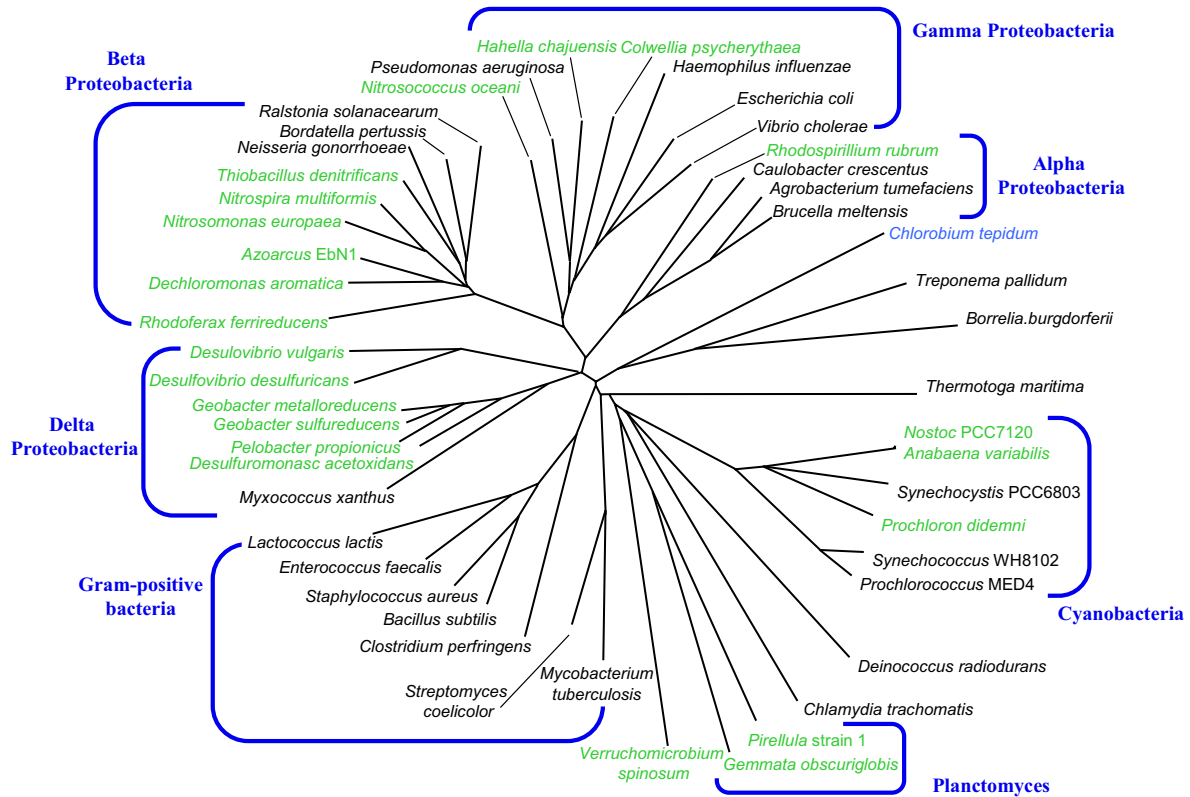 Gamma Proteobacteria
Hahella chajuensis Colwellia psycherythaea
Pseudomonas aeruginosa
Haemophilus influenzae
Nitrosococcus oceani
Escherichia coli
Vibrio cholerae
Beta
Proteobacteria
Ralstonia solanacearum
Bordatella pertussis
Neisseria gonorrhoeae
Thiobacillus denitrificans
Nitrospira multiformis
Nitrosomonas europaea
Azoarcus EbN1
Dechloromonas aromatica
Rhodoferax ferrireducens
Rhodospirillium rubrum
Caulobacter crescentus
Agrobacterium tumefaciens
Brucella meltensis
Alpha
Proteobacteria
Chlorobium tepidum
Treponema pallidum
Borrelia.burgdorferii
Thermotoga maritima
Desulovibrio vulgaris
Desulfovibrio desulfuricans
Geobacter metalloreducens
Geobacter sulfureducens
Pelobacter propionicus
Desulfuromonasc acetoxidans
Myxococcus xanthus
Delta
Proteobacteria
Nostoc PCC7120
Anabaena variabilis
Synechocystis PCC6803
Prochloron didemni
Synechococcus WH8102
Prochlorococcus MED4
Cyanobacteria
Lactococcus lactis
Enterococcus faecalis
Staphylococcus aureus
Bacillus subtilis
Clostridium perfringens
Streptomyces
coelicolor
Mycobacterium
tuberculosis
Gram-positive
bacteria
Deinococcus radiodurans
Chlamydia trachomatis
Pirellula strain 1
Gemmata obscuriglobis
Verruchomicrobium
spinosum
Planctomyces